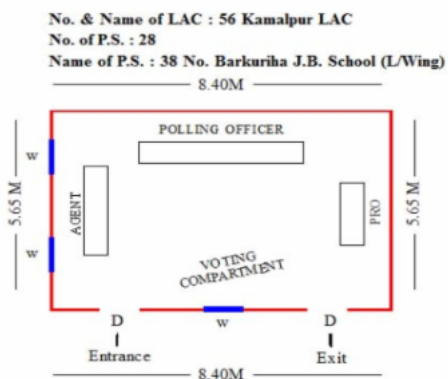 No. & Name of LAC : 56 Kamalpur LAC
No. of P.S. : 28
Name of P.S. : 38 No. Barkuriha J.B. School (L/Wing)
8.40M
POLLING OFFICER
W
5.65 M
AGENT
PRO
5.65 M
W
VOTING
COMPARTMENT
D
W
D
Entrance
Exit
8.40M